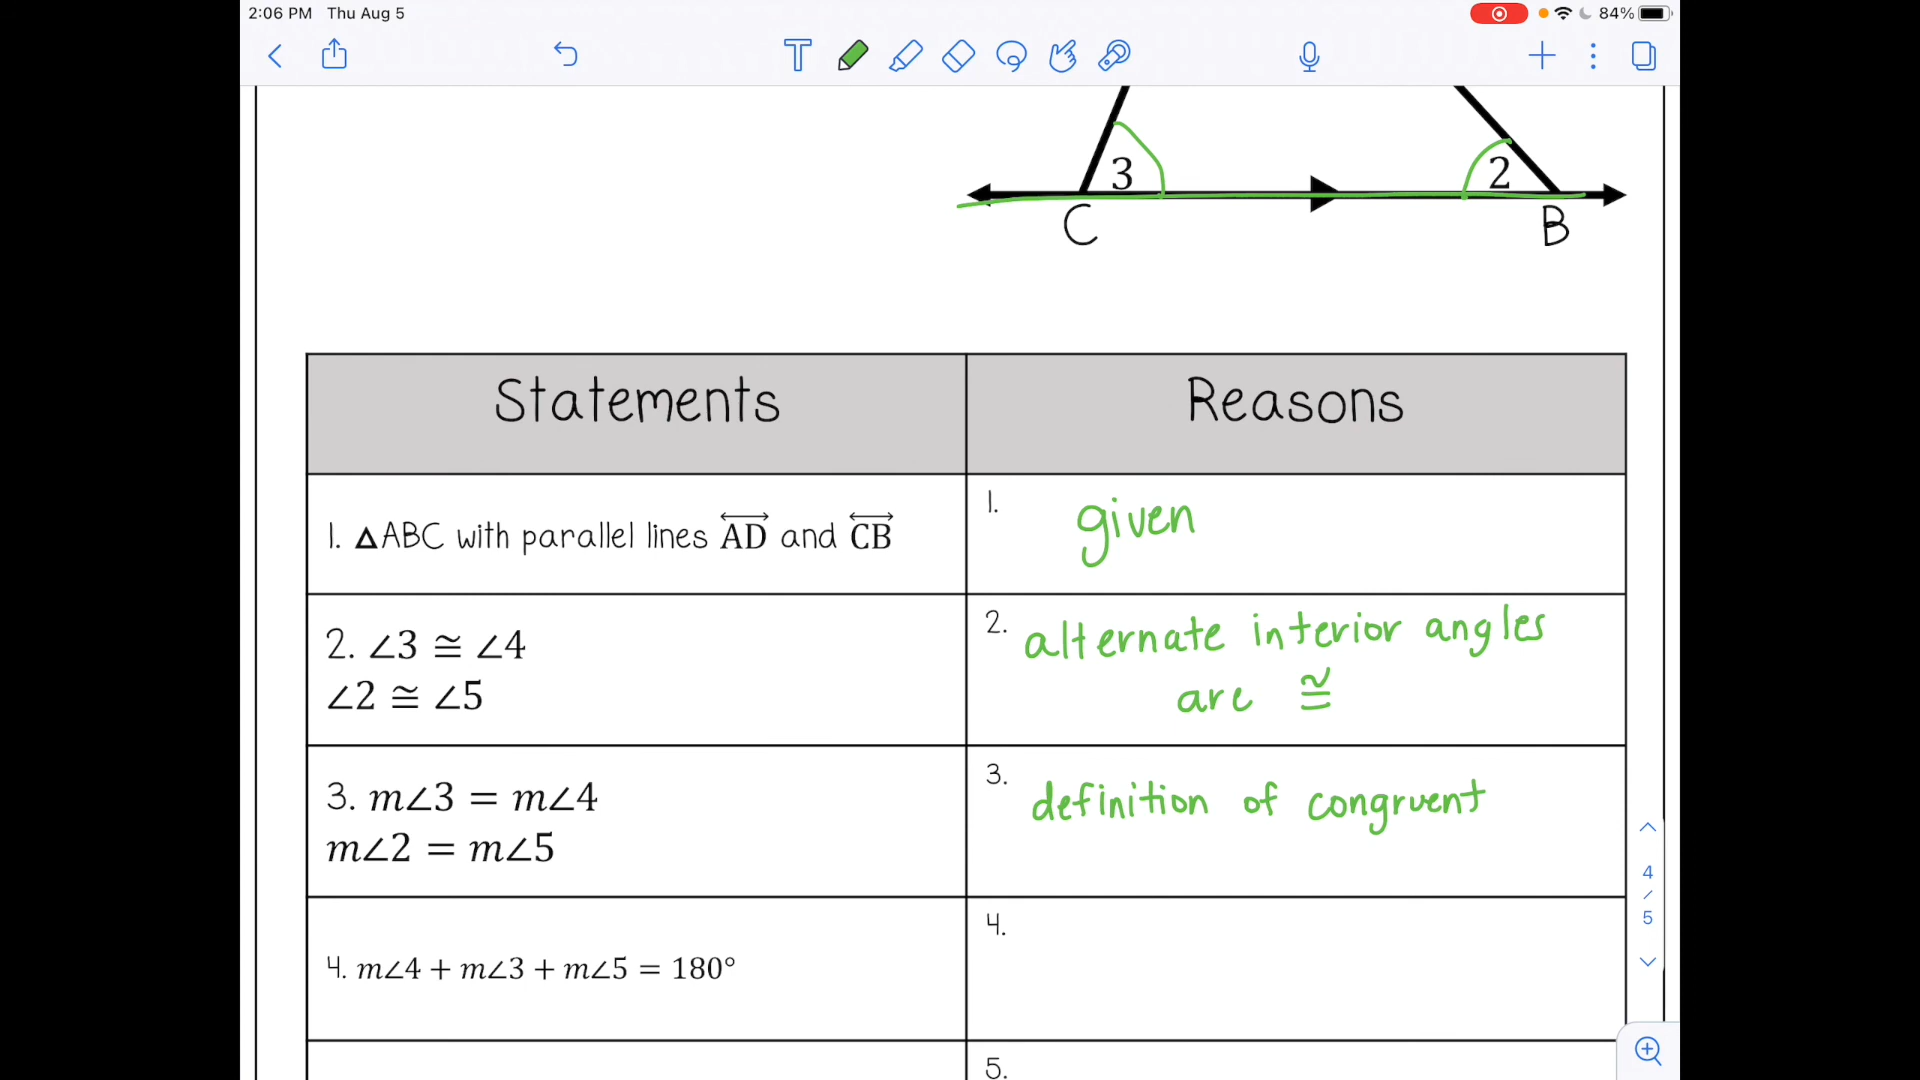 2:06 PM Thu Aug 5
84%
3
2
C
B
Statements
Reasons
1. △ABC with parallel lines \overleftrightarrow{AD} and \overleftrightarrow{CB}
1. given
2. ∠3 ≅ ∠4
∠2 ≅ ∠5
2. alternate interior angles
are ≅
3. m∠3 = m∠4
m∠2 = m∠5
3. definition of congruent
4. m∠4 + m∠3 + m∠5 = 180°
4.
5.
4
/
5